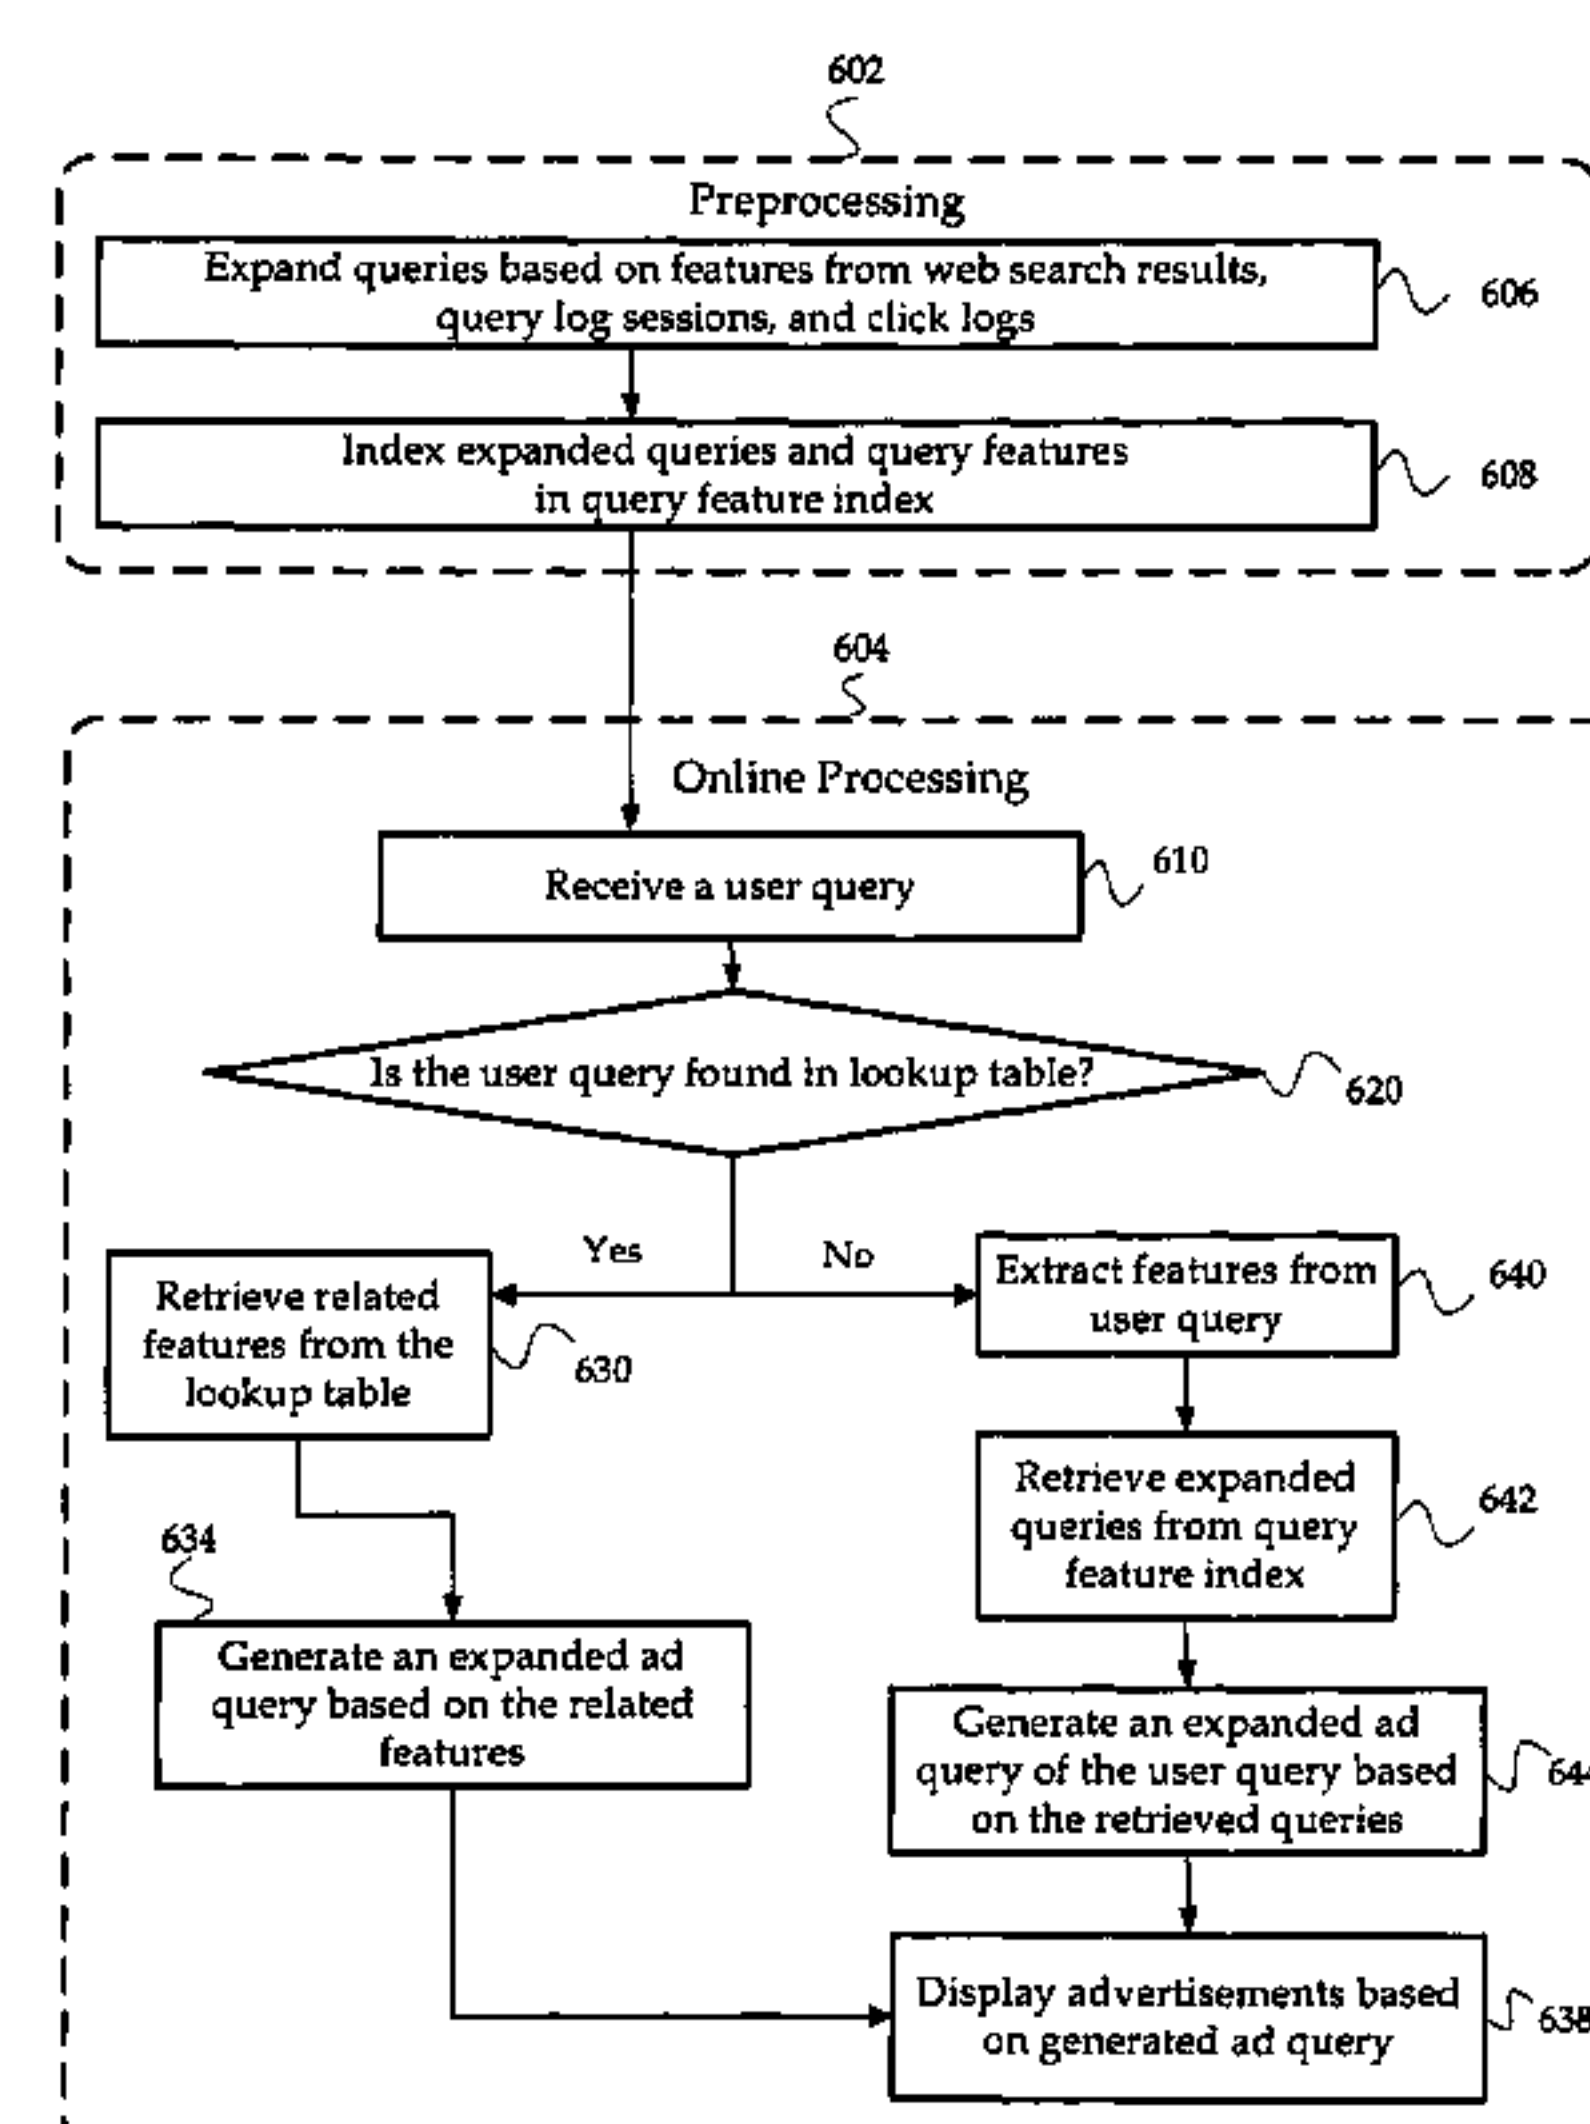 602
Preprocessing
Expand queries based on features from web search results,
query log sessions, and click logs
606
Index expanded queries and query features
in query feature index
608
604
Online Processing
Receive a user query
610
Is the user query found in lookup table?
620
Yes
No
Retrieve related
features from the
lookup table
630
Extract features from
user query
640
Retrieve expanded
queries from query
feature index
642
634
Generate an expanded ad
query based on the related
features
Generate an expanded ad
query of the user query based
on the retrieved queries
Display advertisements based
on generated ad query
638